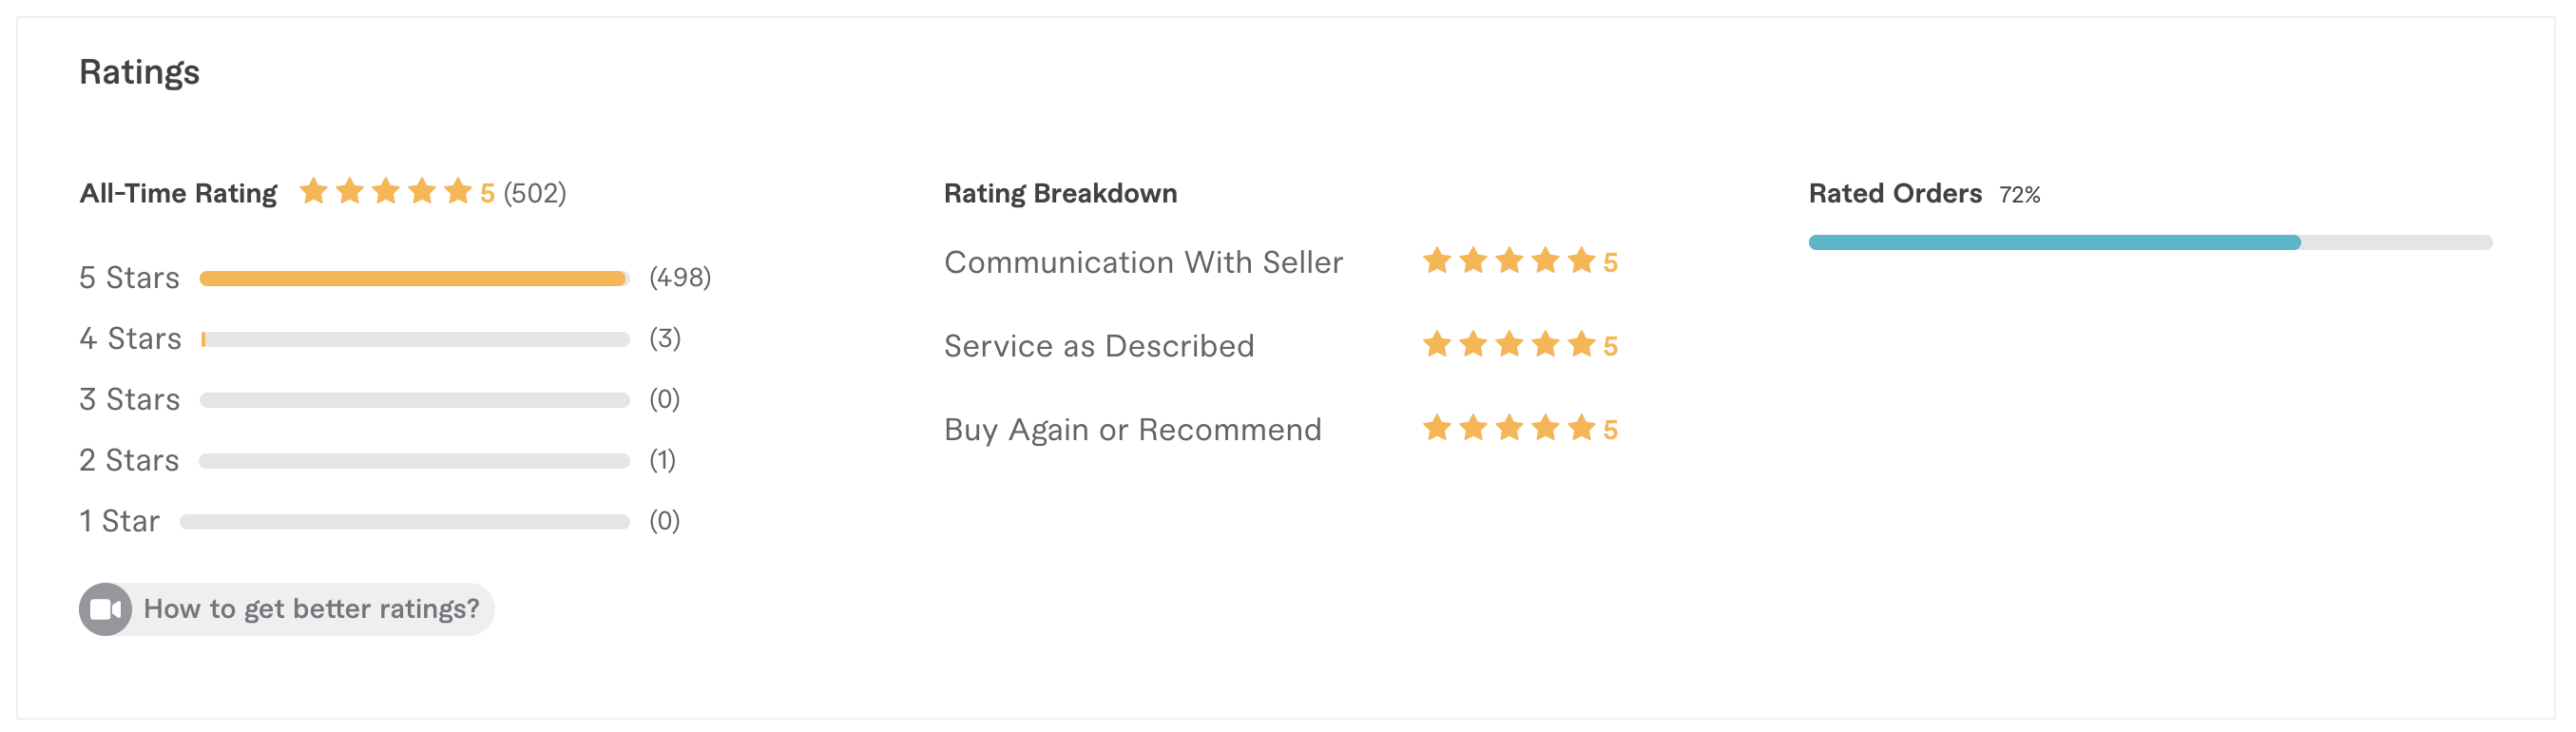 Ratings
All-Time Rating 5 (502)
5 Stars (498)
4 Stars (3)
3 Stars (0)
2 Stars (1)
1 Star (0)
How to get better ratings?
Rating Breakdown
Communication With Seller 5
Service as Described 5
Buy Again or Recommend 5
Rated Orders 72%